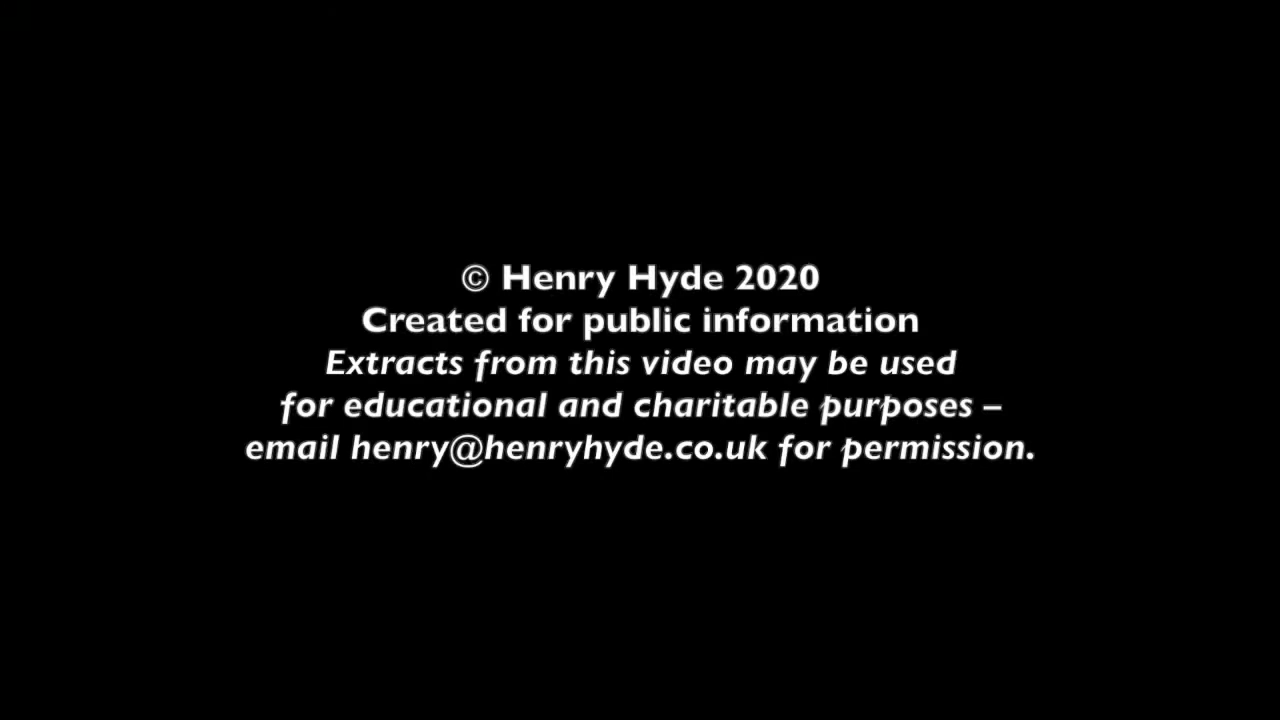 © Henry Hyde 2020
Created for public information
Extracts from this video may be used
for educational and charitable purposes –
email henry@henryhyde.co.uk for permission.